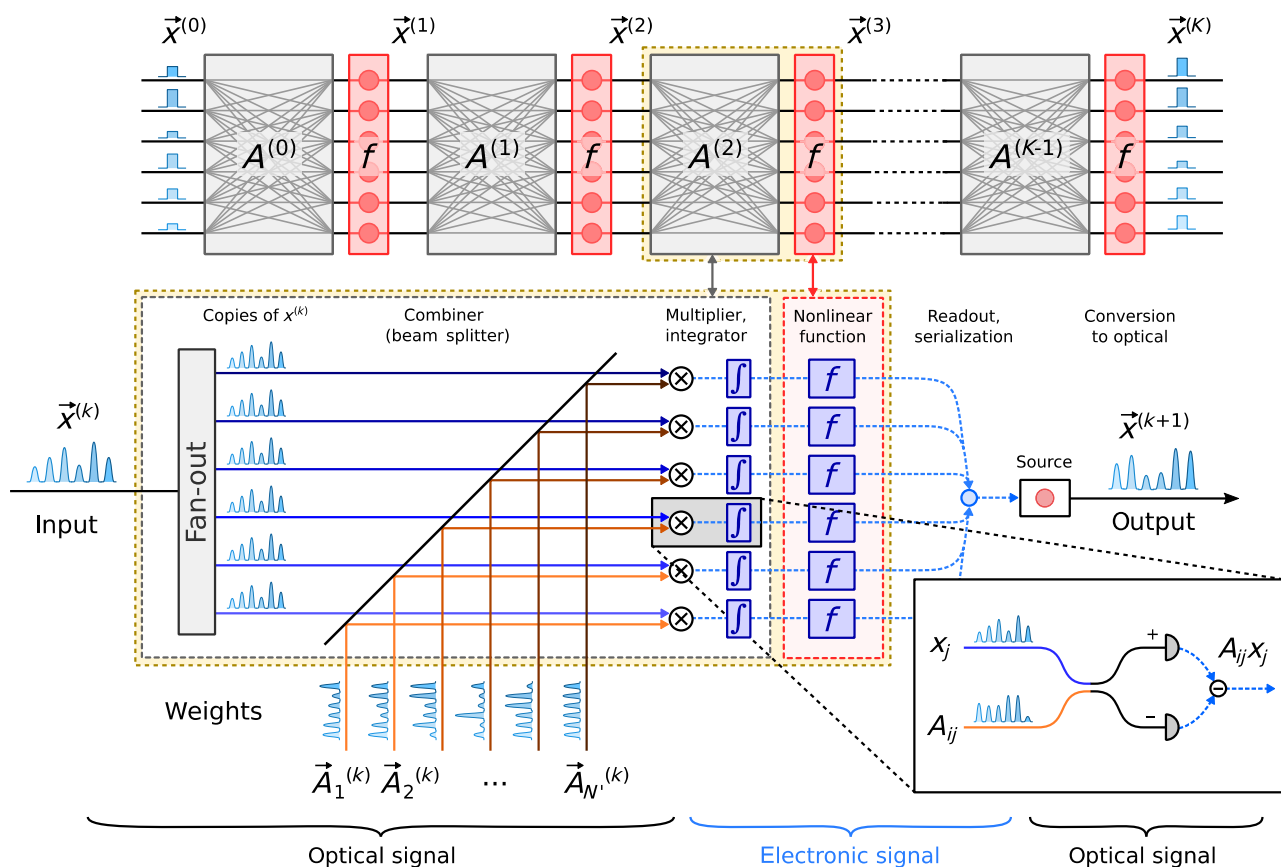 x⃗(0) x⃗(1) x⃗(2) x⃗(3) x⃗(K)
A(0) f A(1) f A(2) f A(K-1) f
Copies of x(k)
Combiner
(beam splitter)
Multiplier,
integrator
Nonlinear
function
Readout,
serialization
Conversion
to optical
x⃗(k)
Input
Fan-out
⊗ ∫ f
⊗ ∫ f
⊗ ∫ f
⊗ ∫ f
⊗ ∫ f
⊗ ∫ f
Source
x⃗(k+1)
Output
xj
Aij
+
−
−
Aijxj
Weights
A⃗1(k) A⃗2(k) ... A⃗N'(k)
Optical signal
Electronic signal
Optical signal